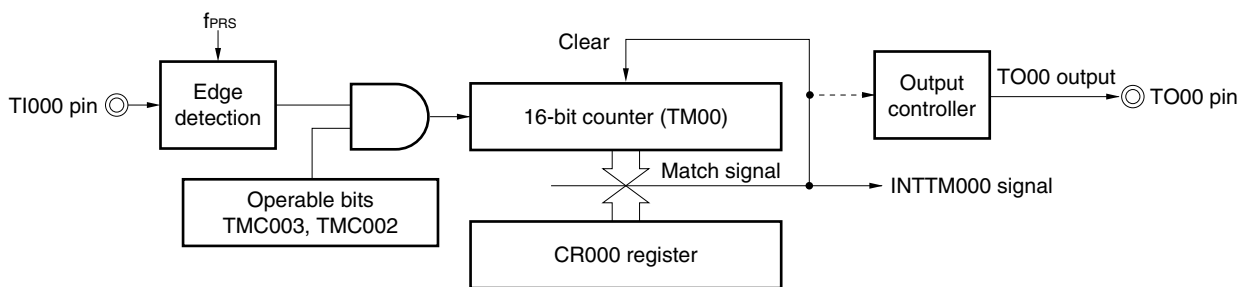 fPRS
Clear
TI000 pin
Edge
detection
16-bit counter (TM00)
Output
controller
TO00 output
TO00 pin
Match signal
INTTM000 signal
Operable bits
TMC003, TMC002
CR000 register